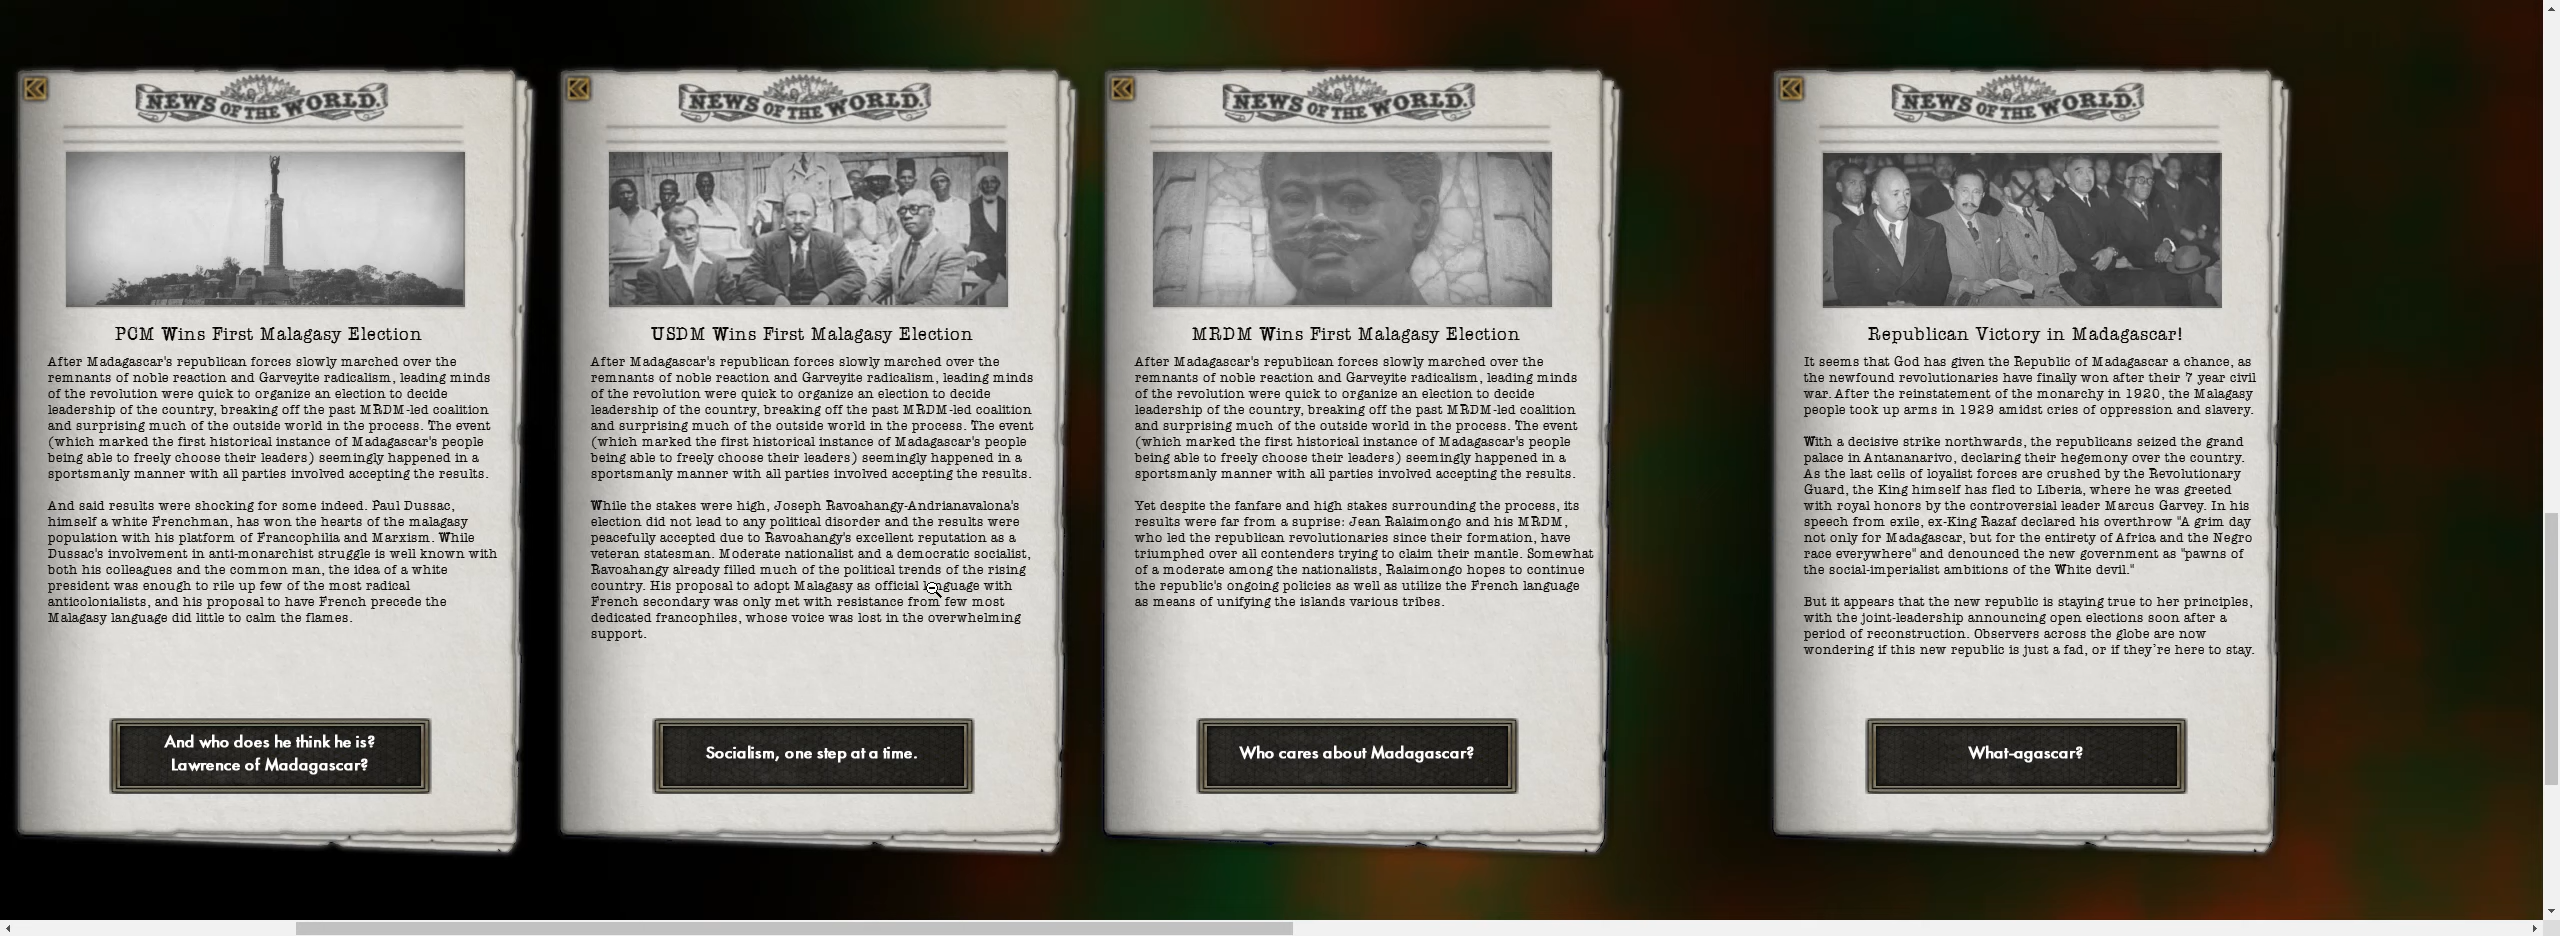 NEWS OF THE WORLD.
PCM Wins First Malagasy Election
After Madagascar's republican forces slowly marched over the
remnants of noble reaction and Garveyite radicalism, leading minds
of the revolution were quick to organize an election to decide
leadership of the country, breaking off the past MRDM-led coalition
and surprising much of the outside world in the process. The event
(which marked the first historical instance of Madagascar's people
being able to freely choose their leaders) seemingly happened in a
sportsmanly manner with all parties involved accepting the results.
And said results were shocking for some indeed. Paul Dussac,
himself a white Frenchman, has won the hearts of the malagasy
population with his platform of Francophilia and Marxism. While
Dussac's involvement in anti-monarchist struggle is well known with
both his colleagues and the common man, the idea of a white
president was enough to rile up few of the most radical
anticolonialists, and his proposal to have French precede the
Malagasy language did little to calm the flames.
And who does he think he is?
Lawrence of Madagascar?
NEWS OF THE WORLD.
USDM Wins First Malagasy Election
After Madagascar's republican forces slowly marched over the
remnants of noble reaction and Garveyite radicalism, leading minds
of the revolution were quick to organize an election to decide
leadership of the country, breaking off the past MRDM-led coalition
and surprising much of the outside world in the process. The event
(which marked the first historical instance of Madagascar's people
being able to freely choose their leaders) seemingly happened in a
sportsmanly manner with all parties involved accepting the results.
While the stakes were high, Joseph Ravoahangy-Andrianavalona's
election did not lead to any political disorder and the results were
peacefully accepted due to Ravoahangy's excellent reputation as a
veteran statesman. Moderate nationalist and a democratic socialist,
Ravoahangy already filled much of the political trends of the rising
country. His proposal to adopt Malagasy as official language with
French secondary was only met with resistance from few most
dedicated francophiles, whose voice was lost in the overwhelming
support.
Socialism, one step at a time.
NEWS OF THE WORLD.
MRDM Wins First Malagasy Election
After Madagascar's republican forces slowly marched over the
remnants of noble reaction and Garveyite radicalism, leading minds
of the revolution were quick to organize an election to decide
leadership of the country, breaking off the past MRDM-led coalition
and surprising much of the outside world in the process. The event
(which marked the first historical instance of Madagascar's people
being able to freely choose their leaders) seemingly happened in a
sportsmanly manner with all parties involved accepting the results.
Yet despite the fanfare and high stakes surrounding the process, its
results were far from a suprise: Jean Ralaimongo and his MRDM,
who led the republican revolutionaries since their formation, have
triumphed over all contenders trying to claim their mantle. Somewhat
of a moderate among the nationalists, Ralaimongo hopes to continue
the republic's ongoing policies as well as utilize the French language
as means of unifying the islands various tribes.
Who cares about Madagascar?
NEWS OF THE WORLD.
Republican Victory in Madagascar!
It seems that God has given the Republic of Madagascar a chance, as
the newfound revolutionaries have finally won after their 7 year civil
war. After the reinstatement of the monarchy in 1920, the Malagasy
people took up arms in 1929 amidst cries of oppression and slavery.
With a decisive strike northwards, the republicans seized the grand
palace in Antananarivo, declaring their hegemony over the country.
As the last cells of loyalist forces are crushed by the Revolutionary
Guard, the King himself has fled to Liberia, where he was greeted
with royal honors by the controversial leader Marcus Garvey. In his
speech from exile, ex-King Razaf declared his overthrow "A grim day
not only for Madagascar, but for the entirety of Africa and the Negro
race everywhere" and denounced the new government as "pawns of
the social-imperialist ambitions of the White devil."
But it appears that the new republic is staying true to her principles,
with the joint-leadership announcing open elections soon after a
period of reconstruction. Observers across the globe are now
wondering if this new republic is just a fad, or if they're here to stay.
What-agascar?